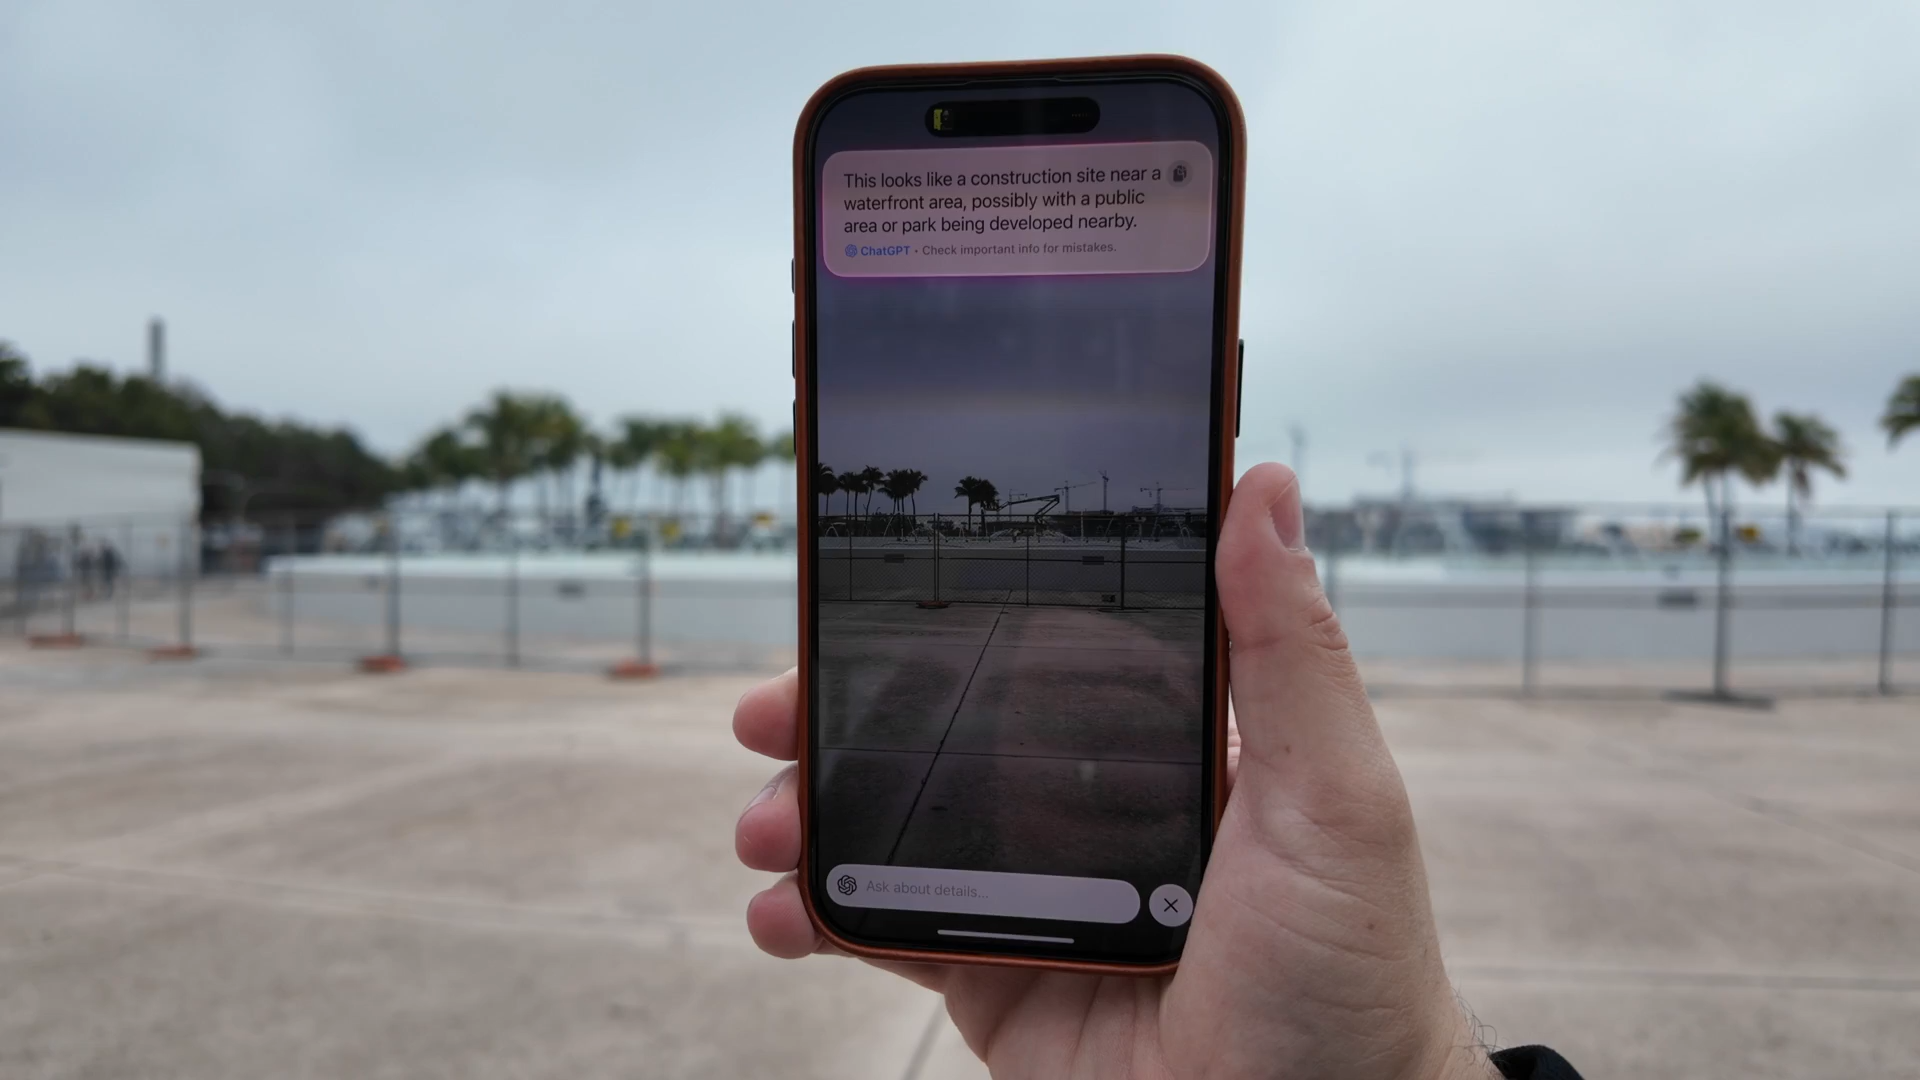 This looks like a construction site near a
waterfront area, possibly with a public
area or park being developed nearby.
ChatGPT • Check important info for mistakes.
Ask about details...